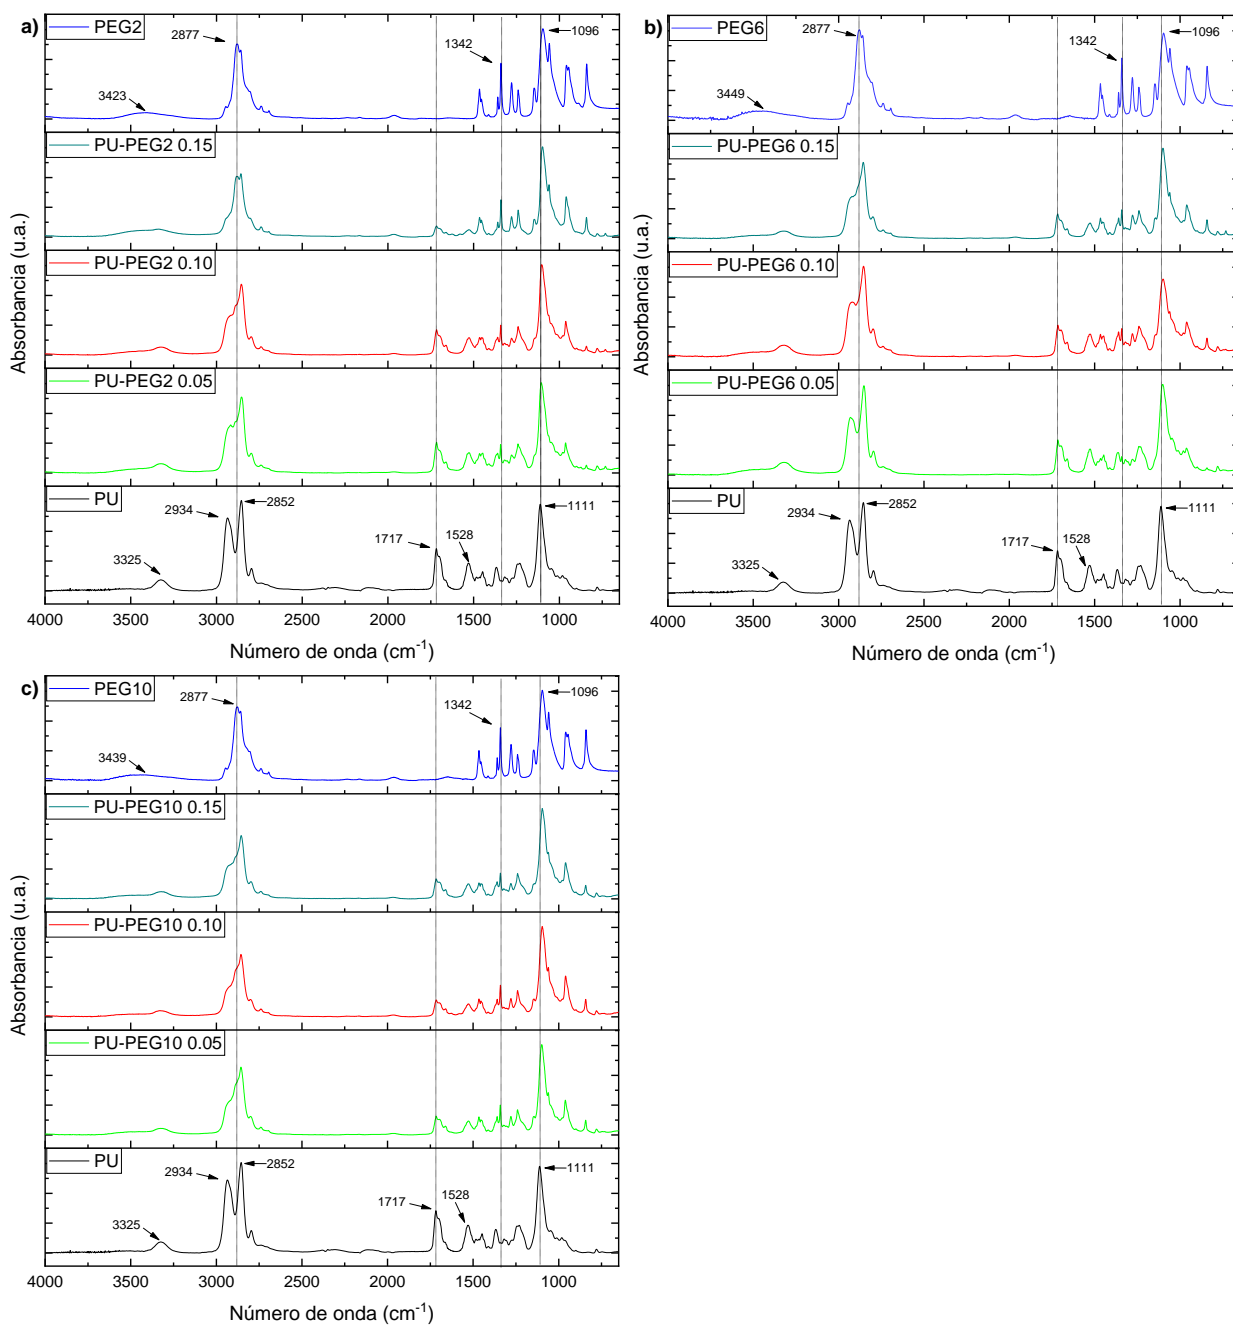 a)
PEG2
2877
1342
1096
3423
PU-PEG2 0.15
PU-PEG2 0.10
PU-PEG2 0.05
PU
2934
2852
1717
1528
1111
3325
Absorbancia (u.a.)
4000 3500 3000 2500 2000 1500 1000
Número de onda (cm⁻¹)
b)
PEG6
2877
1342
1096
3449
PU-PEG6 0.15
PU-PEG6 0.10
PU-PEG6 0.05
PU
2934
2852
1717
1528
1111
3325
Absorbancia (u.a.)
4000 3500 3000 2500 2000 1500 1000
Número de onda (cm⁻¹)
c)
PEG10
2877
1342
1096
3439
PU-PEG10 0.15
PU-PEG10 0.10
PU-PEG10 0.05
PU
2934
2852
1717
1528
1111
3325
Absorbancia (u.a.)
4000 3500 3000 2500 2000 1500 1000
Número de onda (cm⁻¹)